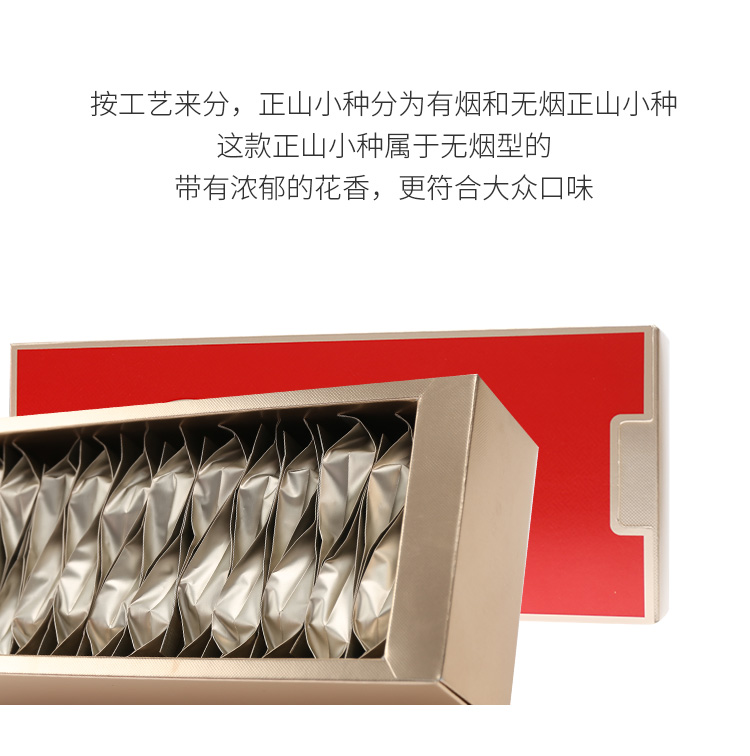 按工艺来分，正山小种分为有烟和无烟正山小种
这款正山小种属于无烟型的
带有浓郁的花香，更符合大众口味